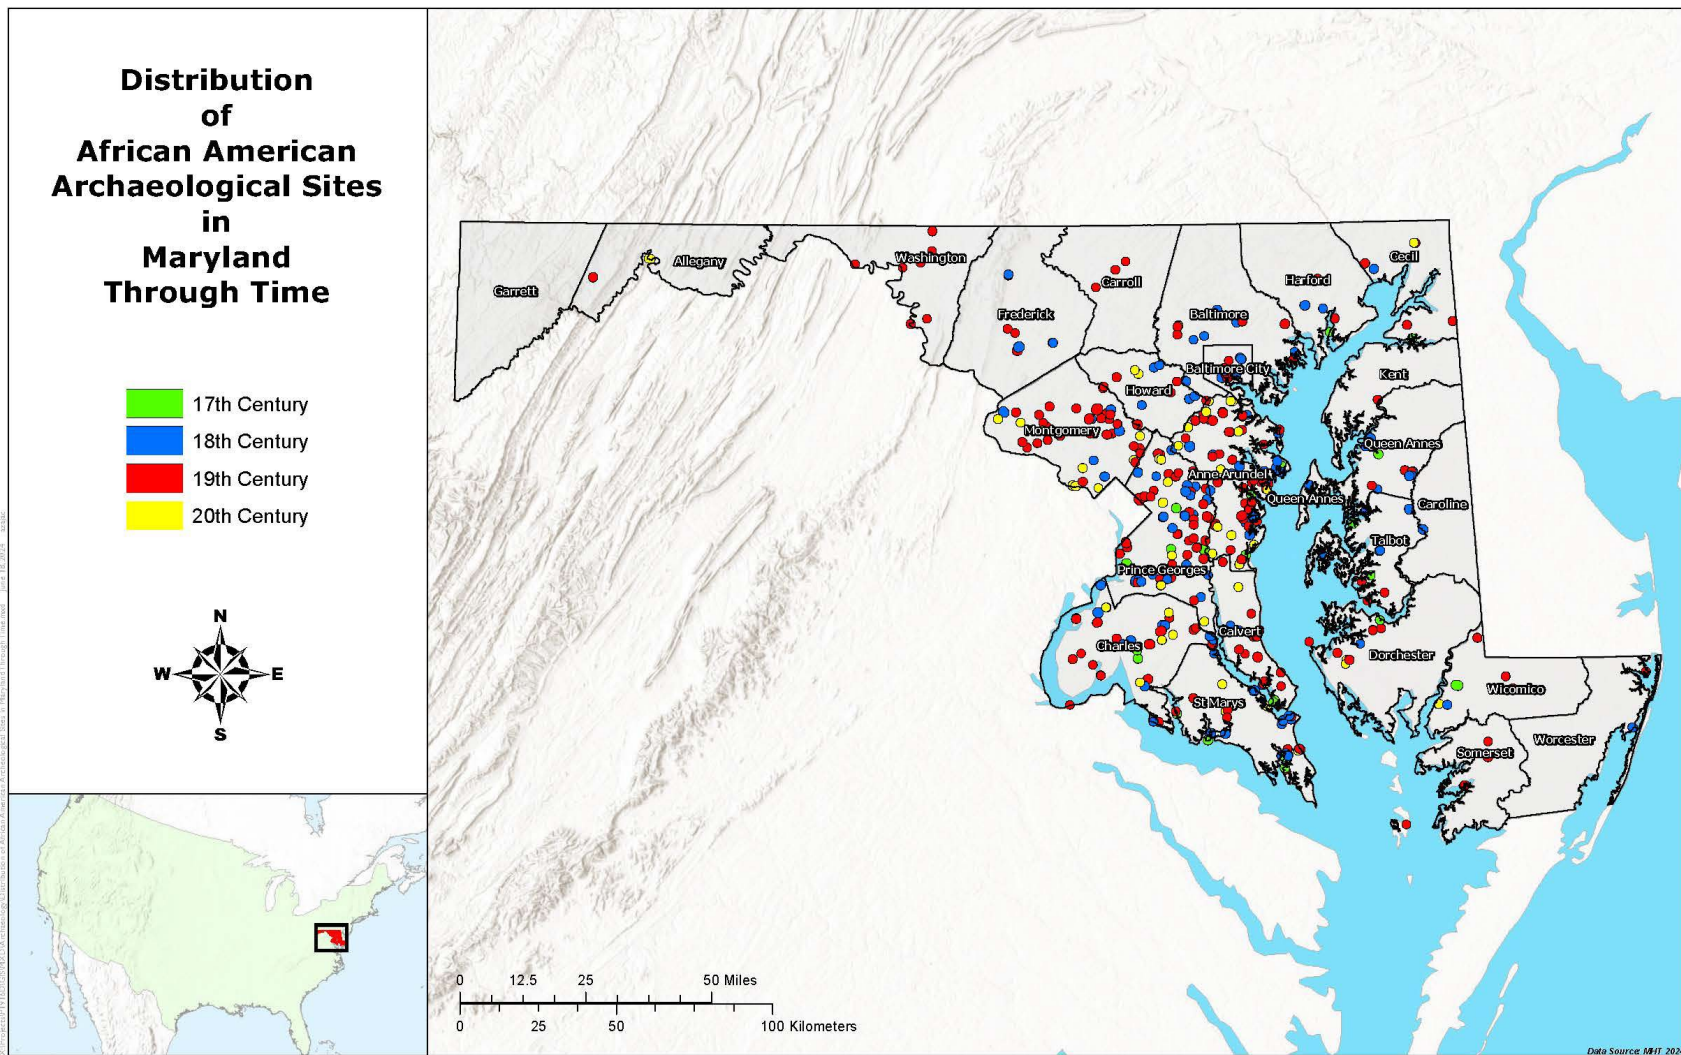 Distribution
of
African American
Archaeological Sites
in
Maryland
Through Time
17th Century
18th Century
19th Century
20th Century
N
W
E
S
Garrett
Allegany
Washington
Frederick
Carroll
Baltimore
Harford
Cecil
Baltimore City
Kent
Howard
Montgomery
Queen Annes
Anne Arundel
Queen Annes
Caroline
Talbot
Prince Georges
Calvert
Charles
Dorchester
St Marys
Wicomico
Worcester
Somerset
0 12.5 25 50 Miles
0 25 50 100 Kilometers
Data Source: MHT 2024